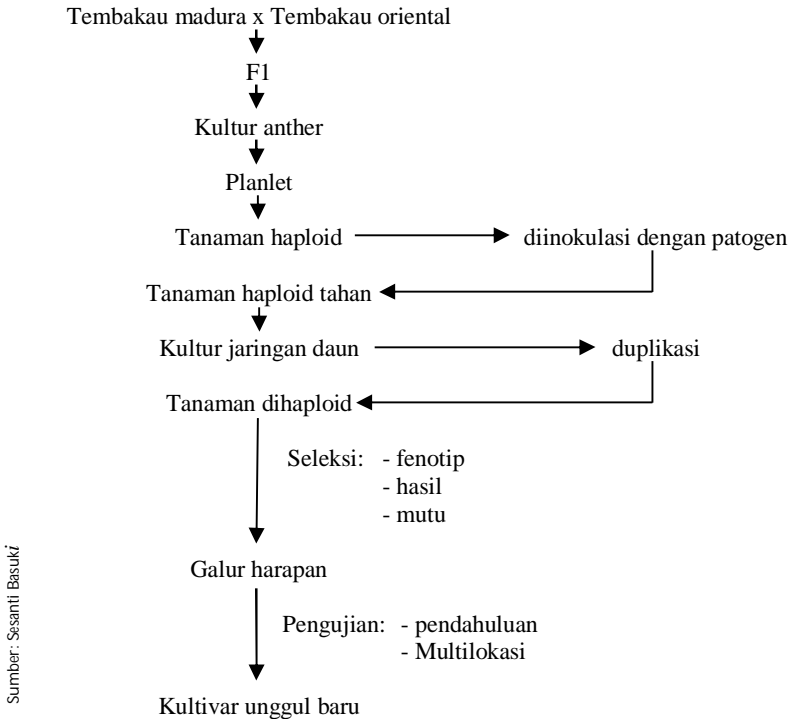 Tembakau madura x Tembakau oriental
F1
Kultur anther
Planlet
Tanaman haploid
diinokulasi dengan patogen
Tanaman haploid tahan
Kultur jaringan daun
duplikasi
Tanaman dihaploid
Seleksi: - fenotip
- hasil
- mutu
Galur harapan
Pengujian: - pendahuluan
- Multilokasi
Kultivar unggul baru
Sumber: Sesanti Basuki